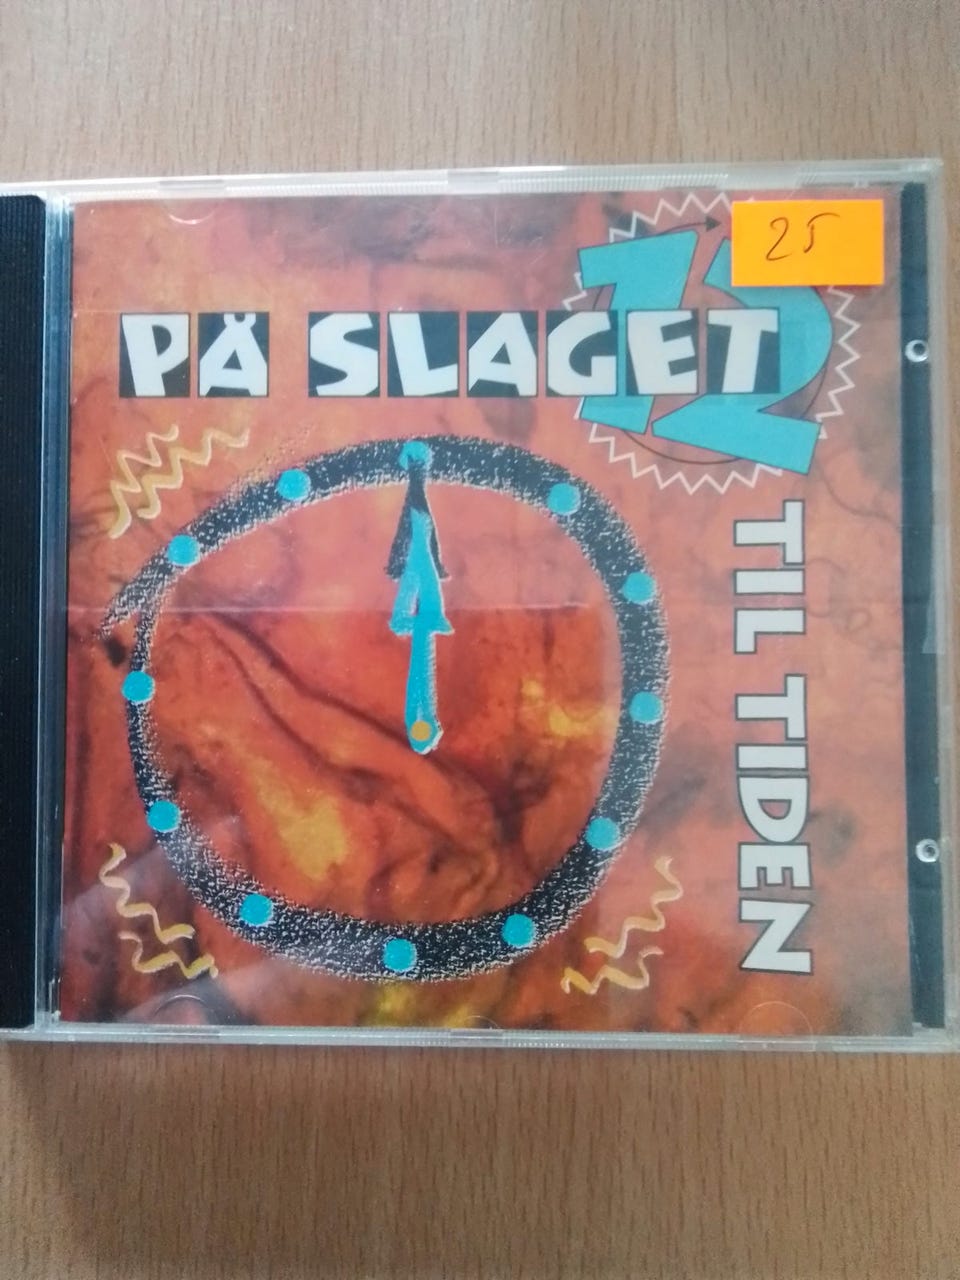 25
12
PÅ SLAGET
TIL TIDEN